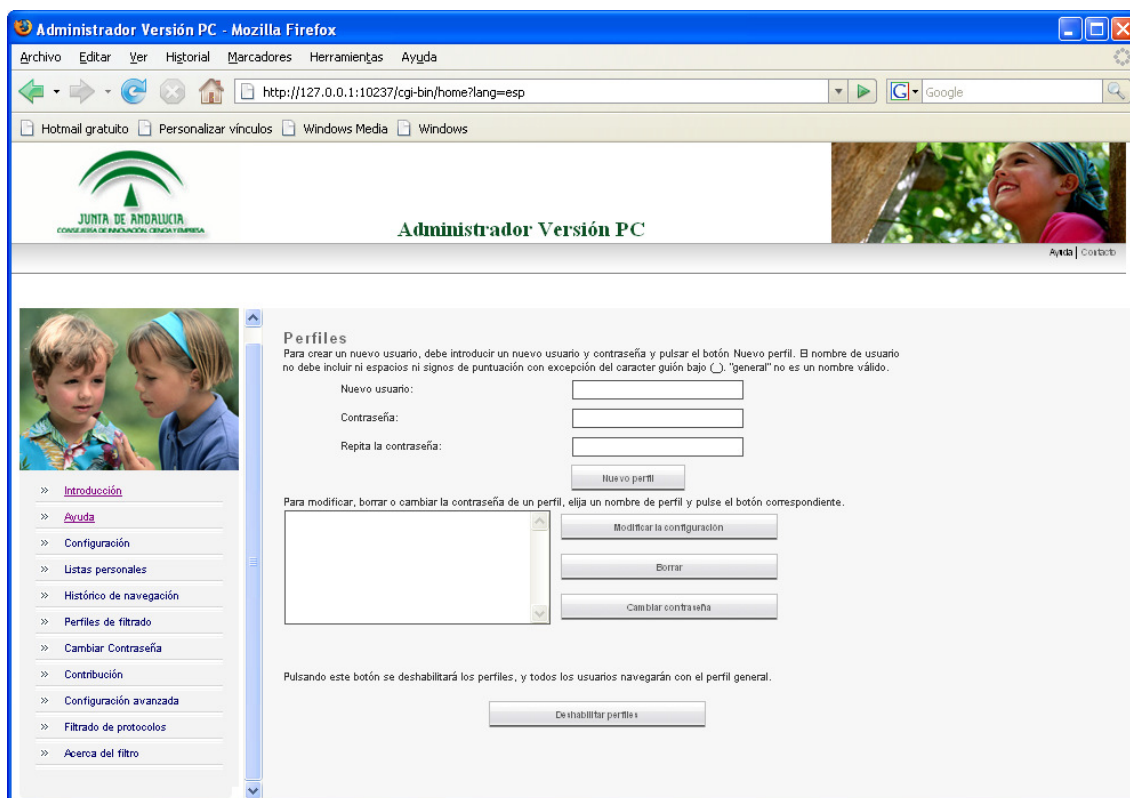 Administrador Versión PC - Mozilla Firefox
Archivo Editar Ver Historial Marcadores Herramientas Ayuda
http://127.0.0.1:10237/cgi-bin/home?lang=esp
G Google
Hotmail gratuito Personalizar vínculos Windows Media Windows
JUNTA DE ANDALUCIA
CONSEJERÍA DE INNOVACIÓN, CIENCIA Y EMPRESA
Administrador Versión PC
Ayuda | Contacto
Perfiles
Para crear un nuevo usuario, debe introducir un nuevo usuario y contraseña y pulsar el botón Nuevo perfil. El nombre de usuario
no debe incluir ni espacios ni signos de puntuación con excepción del caracter guión bajo (_). "general" no es un nombre válido.
Nuevo usuario:
Contraseña:
Repita la contraseña:
Nuevo perfil
Para modificar, borrar o cambiar la contraseña de un perfil, elija un nombre de perfil y pulse el botón correspondiente.
Modificar la configuración
Borrar
Cambiar contraseña
Pulsando este botón se deshabilitará los perfiles, y todos los usuarios navegarán con el perfil general.
Deshabilitar perfiles
» Introducción
» Ayuda
» Configuración
» Listas personales
» Histórico de navegación
» Perfiles de filtrado
» Cambiar Contraseña
» Contribución
» Configuración avanzada
» Filtrado de protocolos
» Acerca del filtro